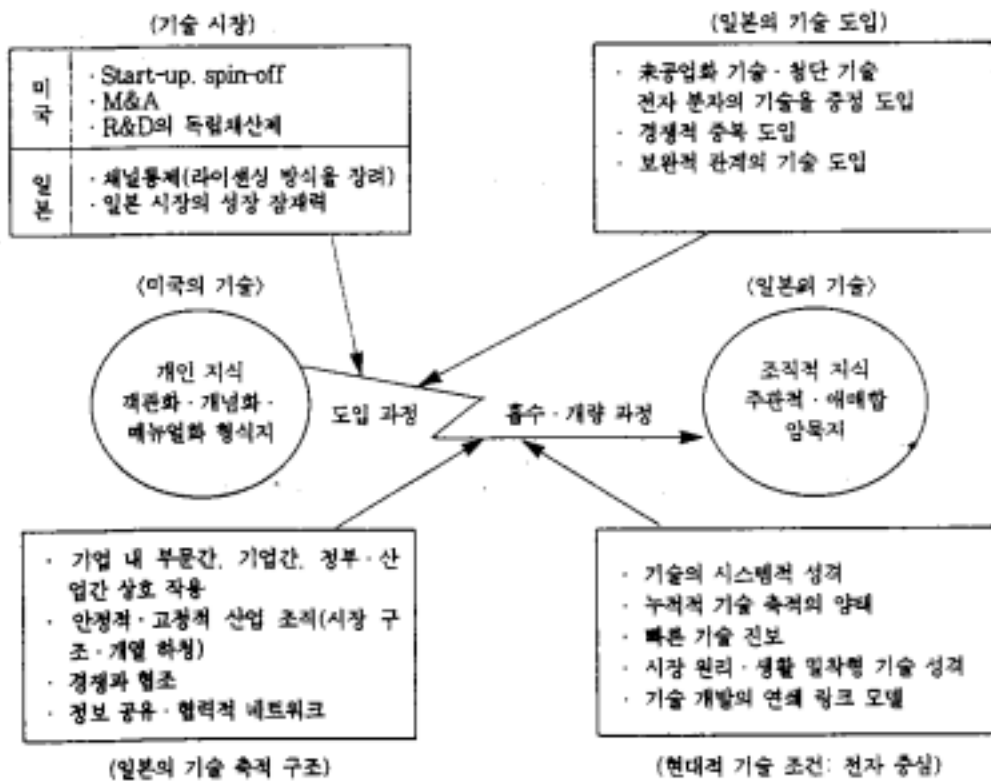 (기술 시장)
미국
· Start-up, spin-off
· M&A
· R&D의 독립채산제
일본
· 채널통제(라이센싱 방식을 장려)
· 일본 시장의 성장 잠재력
(일본의 기술 도입)
· 未공업화 기술 · 첨단 기술
전자 분자의 기술을 중점 도입
· 경쟁적 중복 도입
· 보완적 관계의 기술 도입
〈미국의 기술〉
개인 지식
객관화 · 개념화 ·
매뉴얼화 형식지
도입 과정
흡수 · 개량 과정
〈일본의 기술〉
조직적 지식
주관적 · 애매함
암묵지
· 기업 내 부문간, 기업간, 정부 · 산
업간 상호 작용
· 안정적 · 고정적 산업 조직(시장 구
조 · 계열 하청)
· 경쟁과 협조
· 정보 공유 · 협력적 네트워크
(일본의 기술 축적 구조)
· 기술의 시스템적 성격
· 누적적 기술 축적의 양태
· 빠른 기술 진보
· 시장 원리 · 생활 밀착형 기술 성격
· 기술 개발의 연쇄 링크 모델
(현대적 기술 조건: 전자 중심)